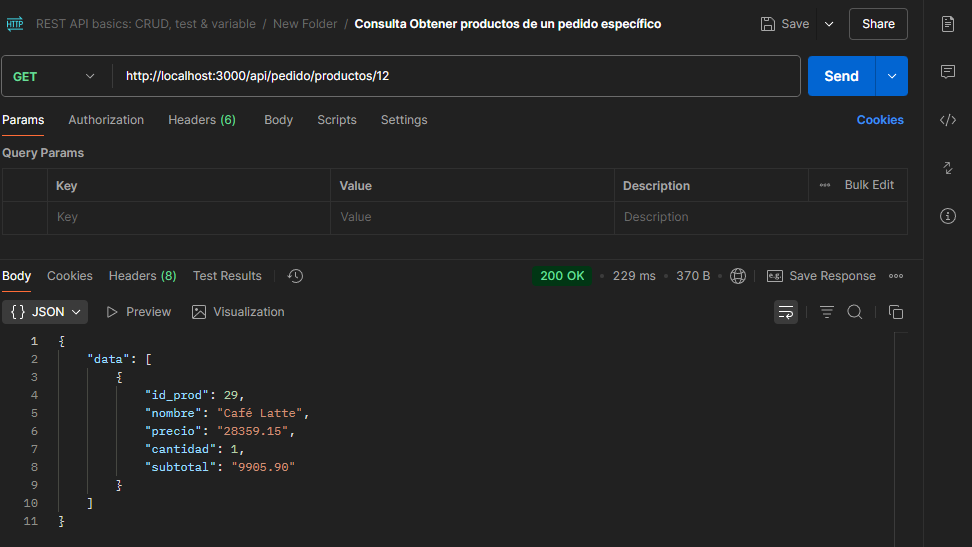 HTTP REST API basics: CRUD, test & variable / New Folder / Consulta Obtener productos de un pedido específico Save Share
GET http://localhost:3000/api/pedido/productos/12 Send
Params Authorization Headers (6) Body Scripts Settings Cookies
Query Params
Key Value Description Bulk Edit
Key Value Description
Body Cookies Headers (8) Test Results 200 OK 229 ms 370 B e.g. Save Response
{} JSON Preview Visualization
1 {
2 "data": [
3 {
4 "id_prod": 29,
5 "nombre": "Café Latte",
6 "precio": "28359.15",
7 "cantidad": 1,
8 "subtotal": "9905.90"
9 }
10 ]
11 }